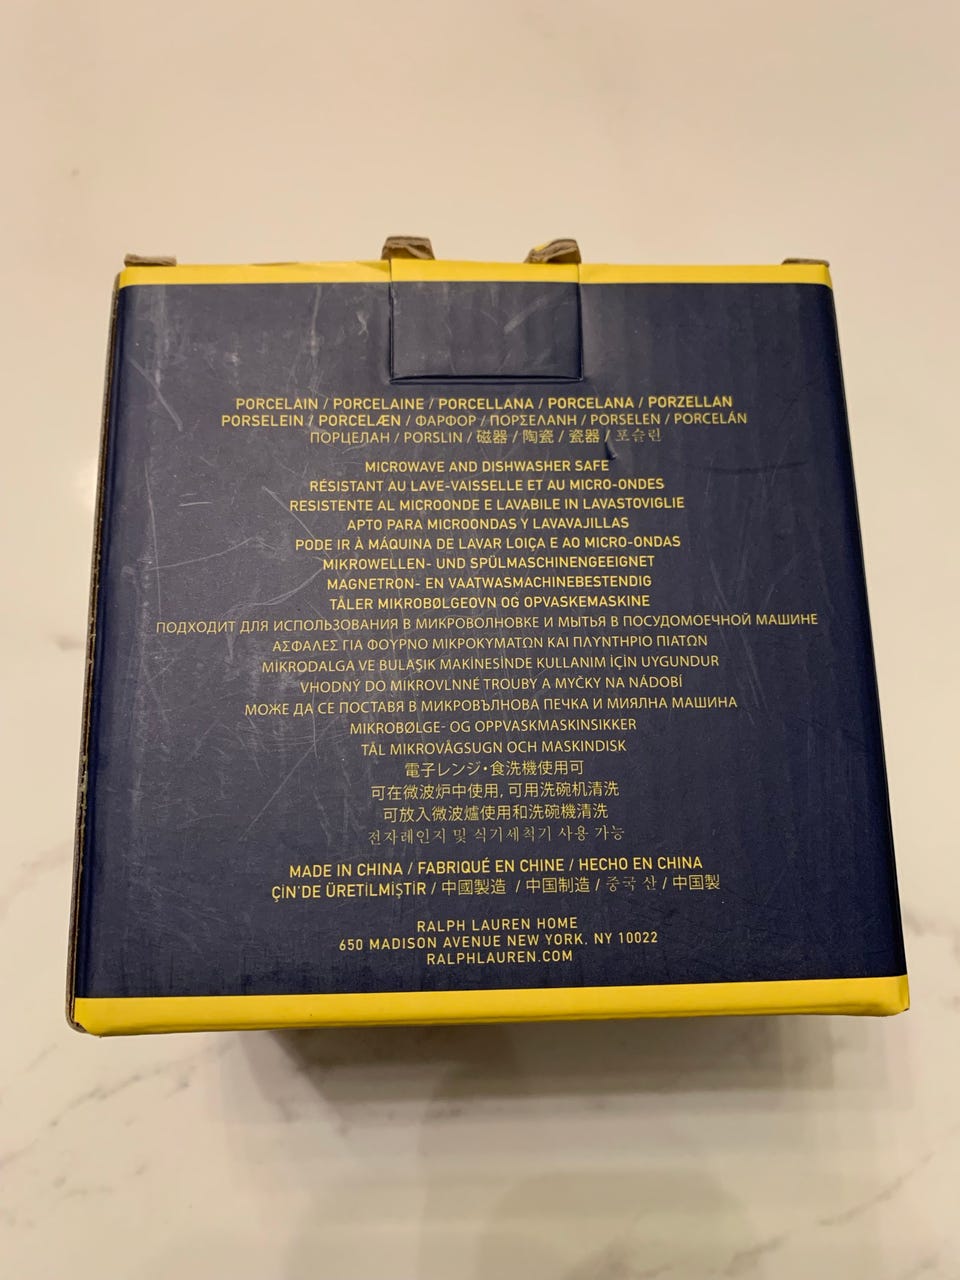 PORCELAIN / PORCELAINE / PORCELLANA / PORCELANA / PORZELLAN
PORSELEIN / PORCELÆN / ФАРФОР / ΠΟΡΣΕΛΑΝΗ / PORSELEN / PORCELÁN
ПОРЦЕЛАН / PORSLIN / 磁器 / 陶瓷 / 瓷器 / 포슬린
MICROWAVE AND DISHWASHER SAFE
RÉSISTANT AU LAVE-VAISSELLE ET AU MICRO-ONDES
RESISTENTE AL MICROONDE E LAVABILE IN LAVASTOVIGLIE
APTO PARA MICROONDAS Y LAVAVAJILLAS
PODE IR À MÁQUINA DE LAVAR LOIÇA E AO MICRO-ONDAS
MIKROWELLEN- UND SPÜLMASCHINENGEEIGNET
MAGNETRON- EN VAATWASMACHINEBESTENDIG
TÅLER MIKROBØLGEOVN OG OPVASKEMASKINE
ПОДХОДИТ ДЛЯ ИСПОЛЬЗОВАНИЯ В МИКРОВОЛНОВКЕ И МЫТЬЯ В ПОСУДОМОЕЧНОЙ МАШИНЕ
ΑΣΦΑΛΕΣ ΓΙΑ ΦΟΥΡΝΟ ΜΙΚΡΟΚΥΜΑΤΩΝ ΚΑΙ ΠΛΥΝΤΗΡΙΟ ΠΙΑΤΩΝ
MIKRODALGA VE BULAŞIK MAKİNESİNDE KULLANIM İÇİN UYGUNDUR
VHODNÝ DO MIKROVLNNÉ TROUBY A MYČKY NA NÁDOBÍ
МОЖЕ ДА СЕ ПОСТАВЯ В МИКРОВЪЛНОВА ПЕЧКА И МИЯЛНА МАШИНА
MIKROBØLGE- OG OPPVASKMASKINSIKKER
TÅL MIKROVÅGSUGN OCH MASKINDISK
電子レンジ・食洗機使用可
可在微波炉中使用, 可用洗碗机清洗
可放入微波爐使用和洗碗機清洗
전자레인지 및 식기세척기 사용 가능
MADE IN CHINA / FABRIQUÉ EN CHINE / HECHO EN CHINA
ÇİN'DE ÜRETİLMİŞTİR / 中國製造 / 中国制造 / 중국 산 / 中国製
RALPH LAUREN HOME
650 MADISON AVENUE NEW YORK, NY 10022
RALPHLAUREN.COM